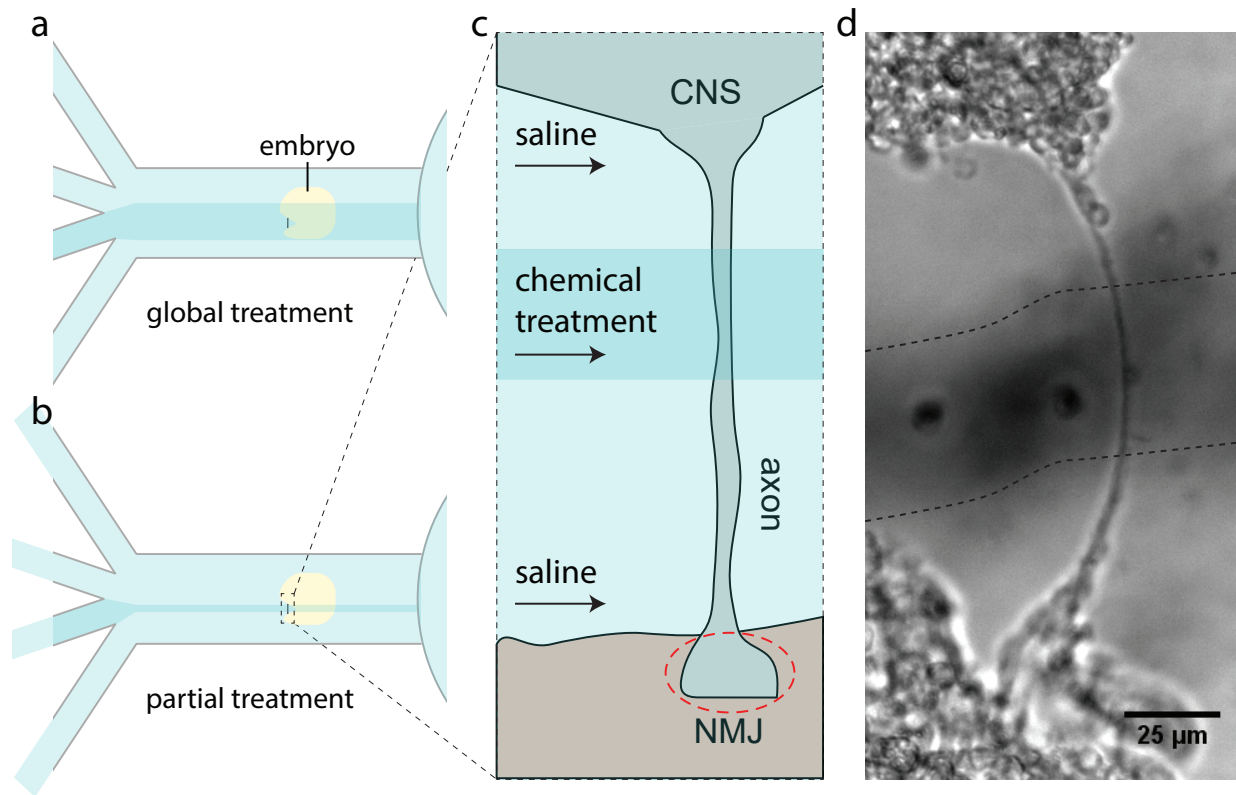 a
embryo
global treatment
b
partial treatment
c
CNS
saline
chemical
treatment
axon
saline
NMJ
d
25 µm